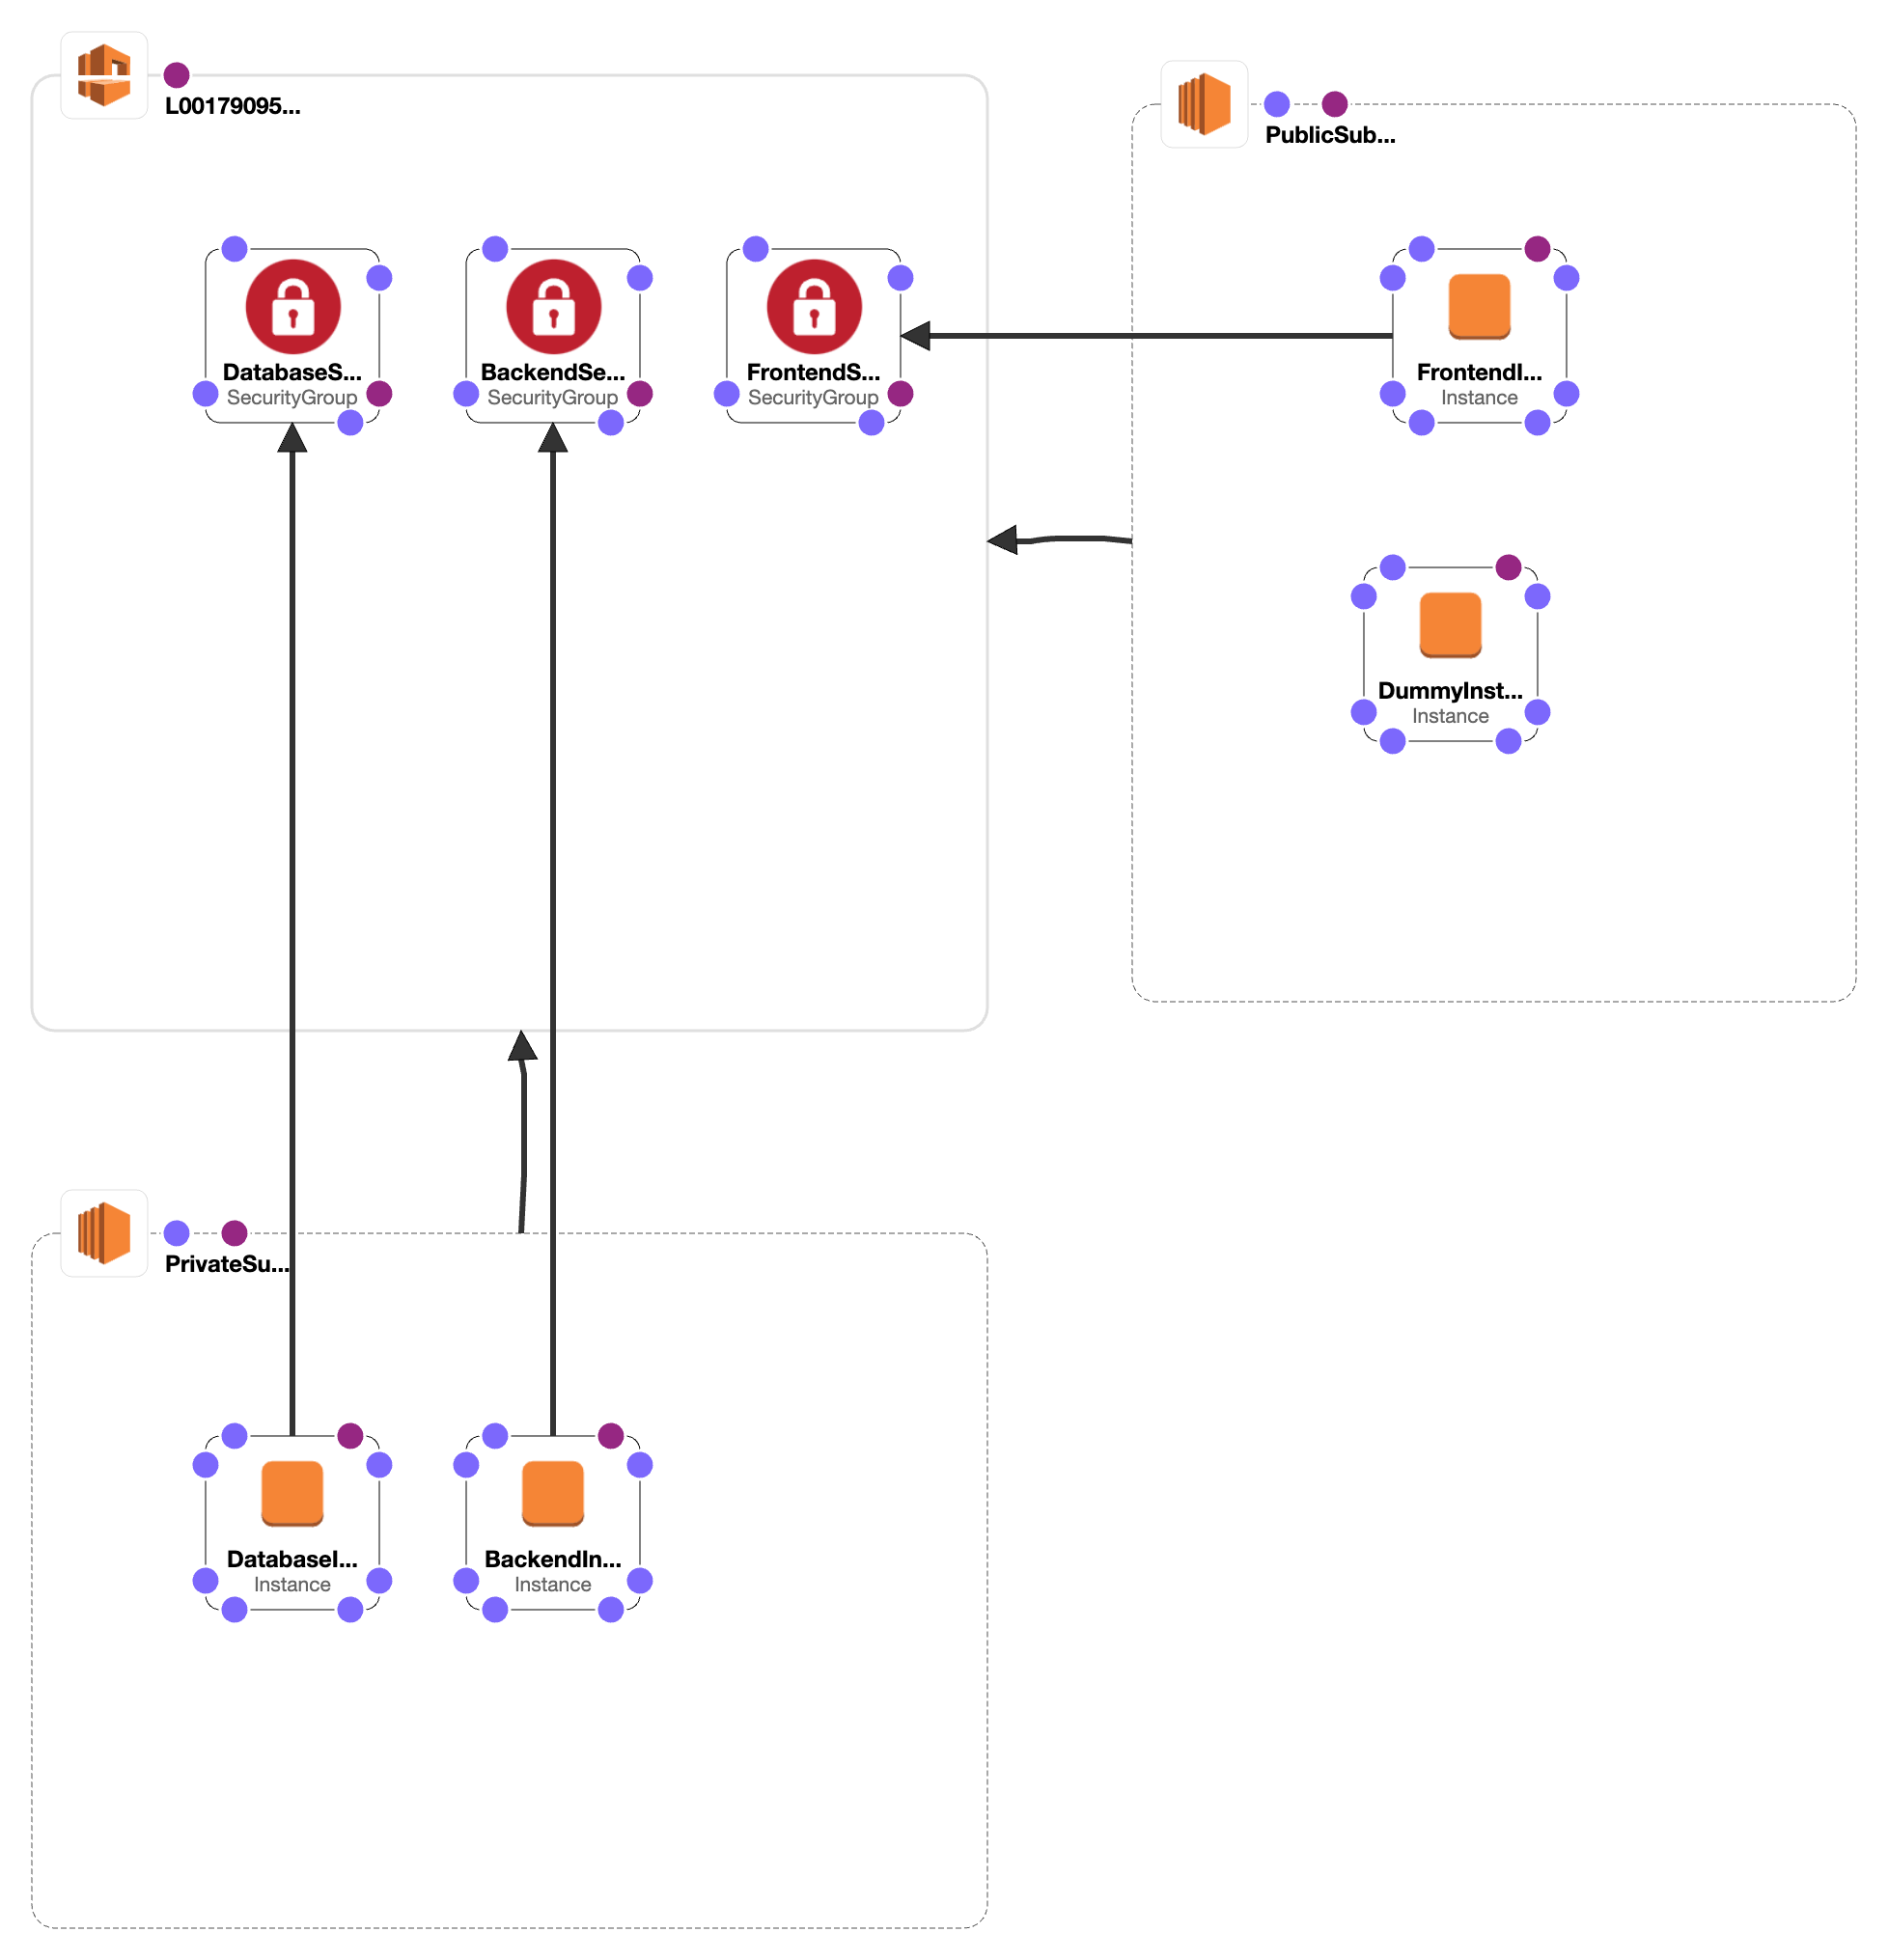 L00179095...
PublicSub...
DatabaseS...
SecurityGroup
BackendSe...
SecurityGroup
FrontendS...
SecurityGroup
FrontendI...
Instance
DummyInst...
Instance
PrivateSu...
DatabaseI...
Instance
BackendIn...
Instance